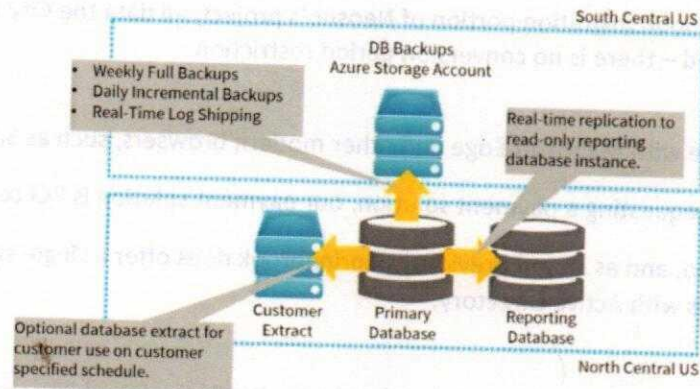 South Central US
DB Backups
Azure Storage Account
• Weekly Full Backups
• Daily Incremental Backups
• Real-Time Log Shipping
Real-time replication to
read-only reporting
database instance.
Customer
Extract
Primary
Database
Reporting
Database
Optional database extract for
customer use on customer
specified schedule.
North Central US